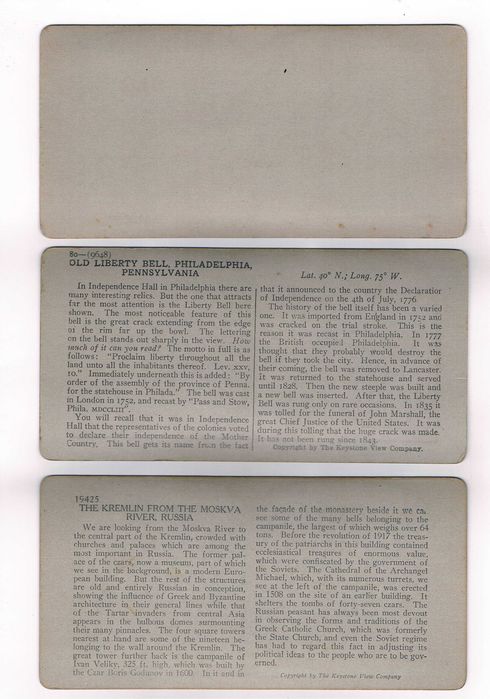 80—(9648)
OLD LIBERTY BELL, PHILADELPHIA,
PENNSYLVANIA
Lat. 40° N.; Long. 75° W.
In Independence Hall in Philadelphia there are
many interesting relics. But the one that attracts
far the most attention is the Liberty Bell here
shown. The most noticeable feature of this
bell is the great crack extending from the edge
of the rim far up the bowl. The lettering
on the bell stands out sharply in the view. How
much of it can you read? The motto in full is as
follows: "Proclaim liberty throughout all the
land unto all the inhabitants thereof. Lev. XXV,
10." Immediately underneath this is added: "By
order of the assembly of the province of Penna.
for the statehouse in Philada." The bell was cast
in London in 1752, and recast by "Pass and Stow,
Phila. MDCCLIII".
You will recall that it was in Independence
Hall that the representatives of the colonies voted
to declare their independence of the Mother
Country. This bell gets its name from the fact
that it announced to the country the Declaration
of Independence on the 4th of July, 1776.
The history of the bell itself has been a varied
one. It was imported from England in 1752 and
was cracked on the trial stroke. This is the
reason it was recast in Philadelphia. In 1777
the British occupied Philadelphia. It was
thought that they probably would destroy the
bell if they took the city. Hence, in advance of
their coming, the bell was removed to Lancaster.
It was returned to the statehouse and served
until 1828. Then the new steeple was built and
a new bell was inserted. After that, the Liberty
Bell was rung only on rare occasions. In 1835 it
was tolled for the funeral of John Marshall, the
great Chief Justice of the United States. It was
during this tolling that the huge crack was made.
It has not been rung since 1843.
Copyright by The Keystone View Company.
19425
THE KREMLIN FROM THE MOSKVA
RIVER, RUSSIA
We are looking from the Moskva River to
the central part of the Kremlin, crowded with
churches and palaces which are among the
most important in Russia. The former pal-
ace of the czars, now a museum, part of which
we see in the background, is a modern Euro-
pean building. But the rest of the structures
are old and entirely Russian in conception,
showing the influence of Greek and Byzantine
architecture in their general lines while that
of the Tartar invaders from central Asia
appears in the bulbous domes surmounting
their many pinnacles. The four square towers
nearest at hand are some of the nineteen be-
longing to the wall around the Kremlin. The
great tower further back is the campanile of
Ivan Veliky, 325 ft. high, which was built by
the Czar Boris Godunov in 1600. In it and in
the façade of the monastery beside it we ca
see some of the many bells belonging to the
campanile, the largest of which weighs over 64
tons. Before the revolution of 1917 the treas-
ury of the patriarchs in this building contained
ecclesiastical treasures of enormous value,
which were confiscated by the government of
the Soviets. The Cathedral of the Archangel
Michael, which, with its numerous turrets, we
see at the left of the campanile, was erected
in 1508 on the site of an earlier building. It
shelters the tombs of forty-seven czars. The
Russian peasant has always been most devout
in observing the forms and traditions of the
Greek Catholic Church, which was formerly
the State Church, and even the Soviet regime
has had to regard this fact in adjusting its
political ideas to the people who are to be gov-
erned.
Copyright by The Keystone View Company